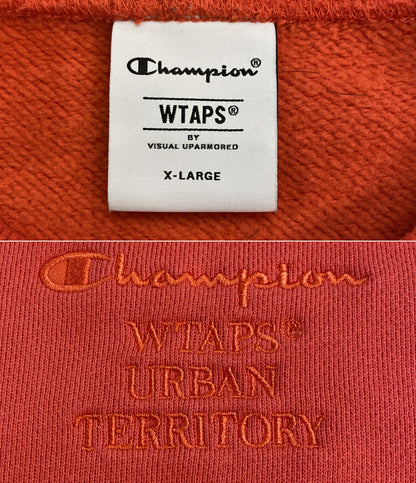 Champion®
WTAPS®
BY
VISUAL UPARMORED
X-LARGE
Champion
WTAPS®
URBAN
TERRITORY